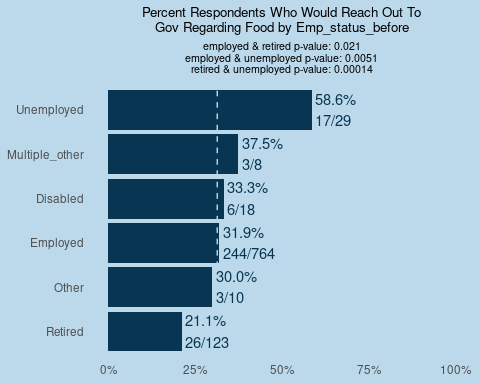 Percent Respondents Who Would Reach Out To
Gov Regarding Food by Emp_status_before
employed & retired p-value: 0.021
employed & unemployed p-value: 0.0051
retired & unemployed p-value: 0.00014
Unemployed
58.6%
17/29
Multiple_other
37.5%
3/8
Disabled
33.3%
6/18
Employed
31.9%
244/764
Other
30.0%
3/10
Retired
21.1%
26/123
0% 25% 50% 75% 100%